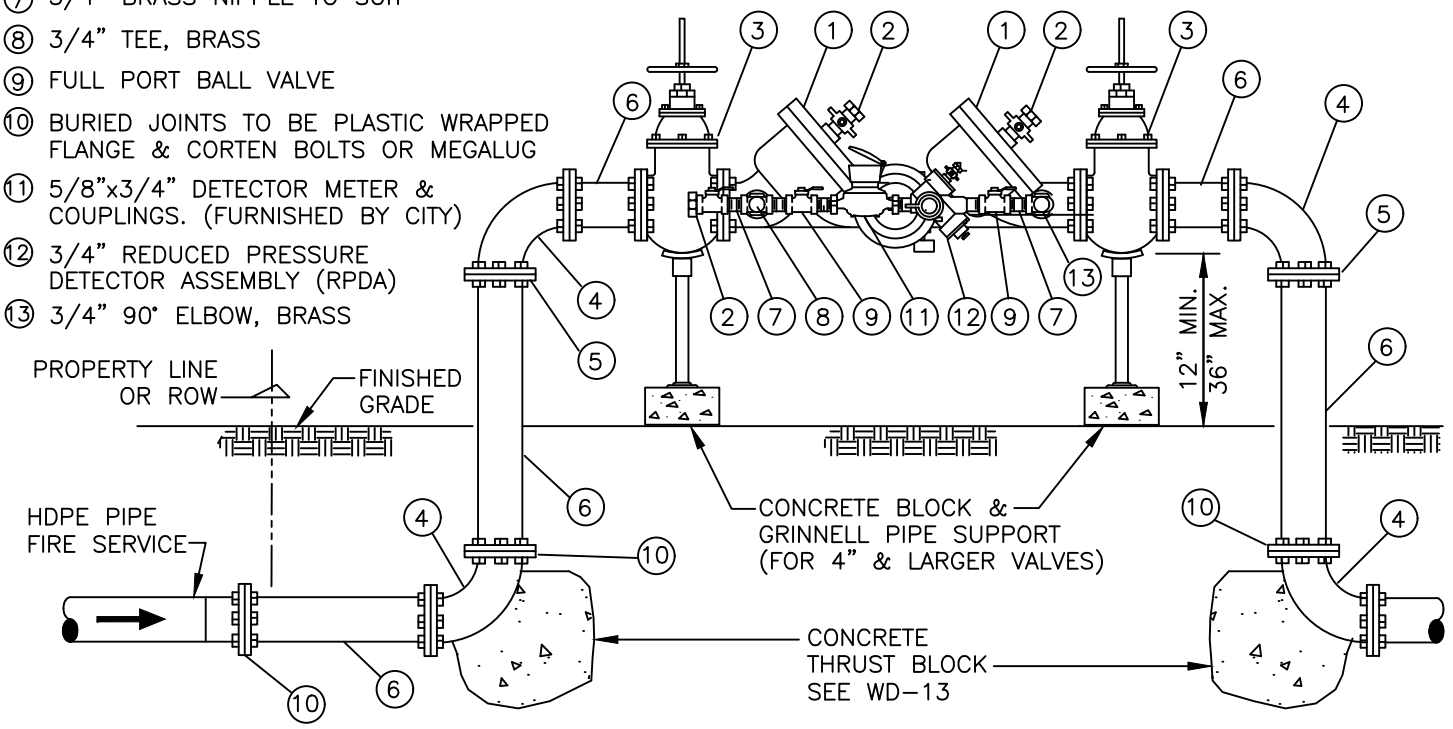 ⑦ 3/4" BRASS NIPPLE TO SUIT
⑧ 3/4" TEE, BRASS
⑨ FULL PORT BALL VALVE
⑩ BURIED JOINTS TO BE PLASTIC WRAPPED
FLANGE & CORTEN BOLTS OR MEGALUG
⑪ 5/8"x3/4" DETECTOR METER &
COUPLINGS. (FURNISHED BY CITY)
⑫ 3/4" REDUCED PRESSURE
DETECTOR ASSEMBLY (RPDA)
⑬ 3/4" 90° ELBOW, BRASS
3 1 2 1 2 3
6 6 4
5
4
2 7 8 9 11 12 9 7 13
5
6
12" MIN.
36" MAX.
PROPERTY LINE
OR ROW
FINISHED
GRADE
6
4
10
10
4
CONCRETE BLOCK &
GRINNELL PIPE SUPPORT
(FOR 4" & LARGER VALVES)
HDPE PIPE
FIRE SERVICE
10
6
CONCRETE
THRUST BLOCK
SEE WD-13